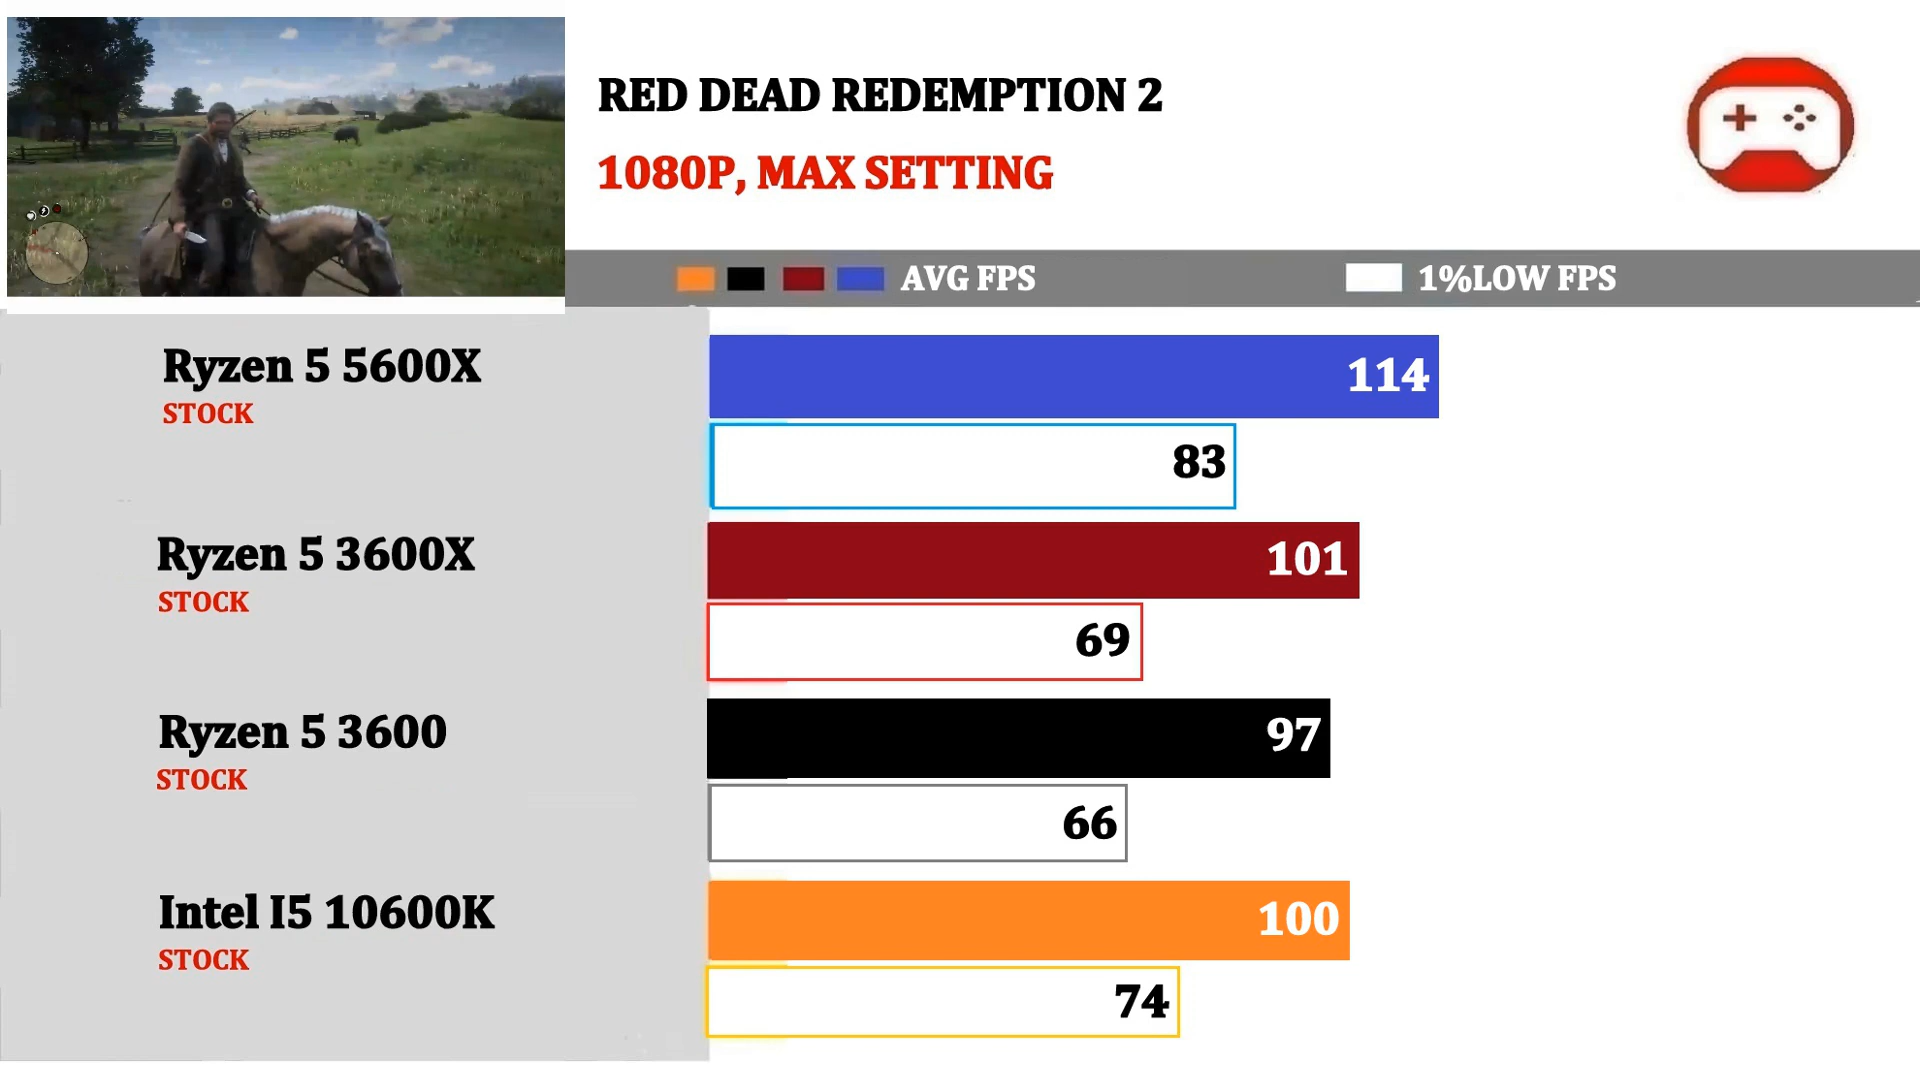 RED DEAD REDEMPTION 2
1080P, MAX SETTING
AVG FPS
1%LOW FPS
Ryzen 5 5600X
STOCK
114
83
Ryzen 5 3600X
STOCK
101
69
Ryzen 5 3600
STOCK
97
66
Intel I5 10600K
STOCK
100
74